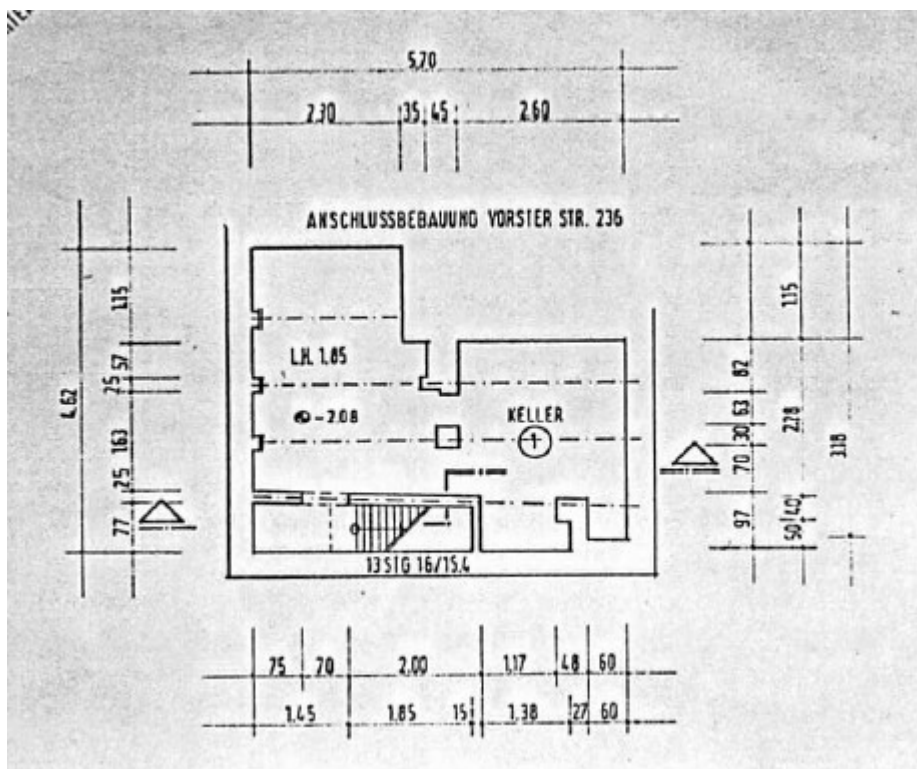 5,70
2.30 35 45 2.60
ANSCHLUSSBEBAUUNG VORSTER STR. 236
4.62
1,15
57
25
1,63
25
77
L.H. 1.85
-2.08
KELLER
1
13 STG 16/15.4
82
63
30
70
97
1,15
2,28
40
50
3,18
75 70 2.00 1,17 48 60
1,45 1,85 15 1,38 27 60